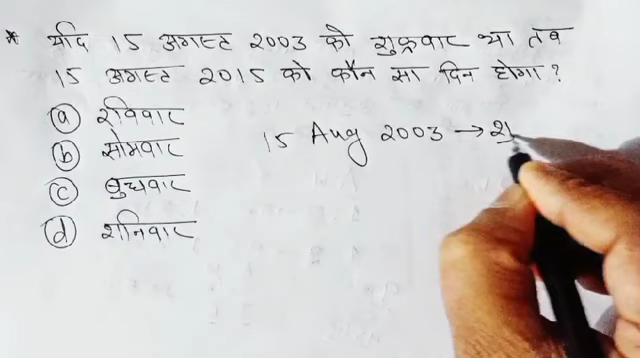 * यदि 15 अगस्ट 2003 को शुक्रवार था तब
15 अगस्ट 2015 को कौन सा दिन होगा?
(a) रविवार
(b) सोमवार
(c) बुधवार
(d) शनिवार
15 Aug 2003 → शु